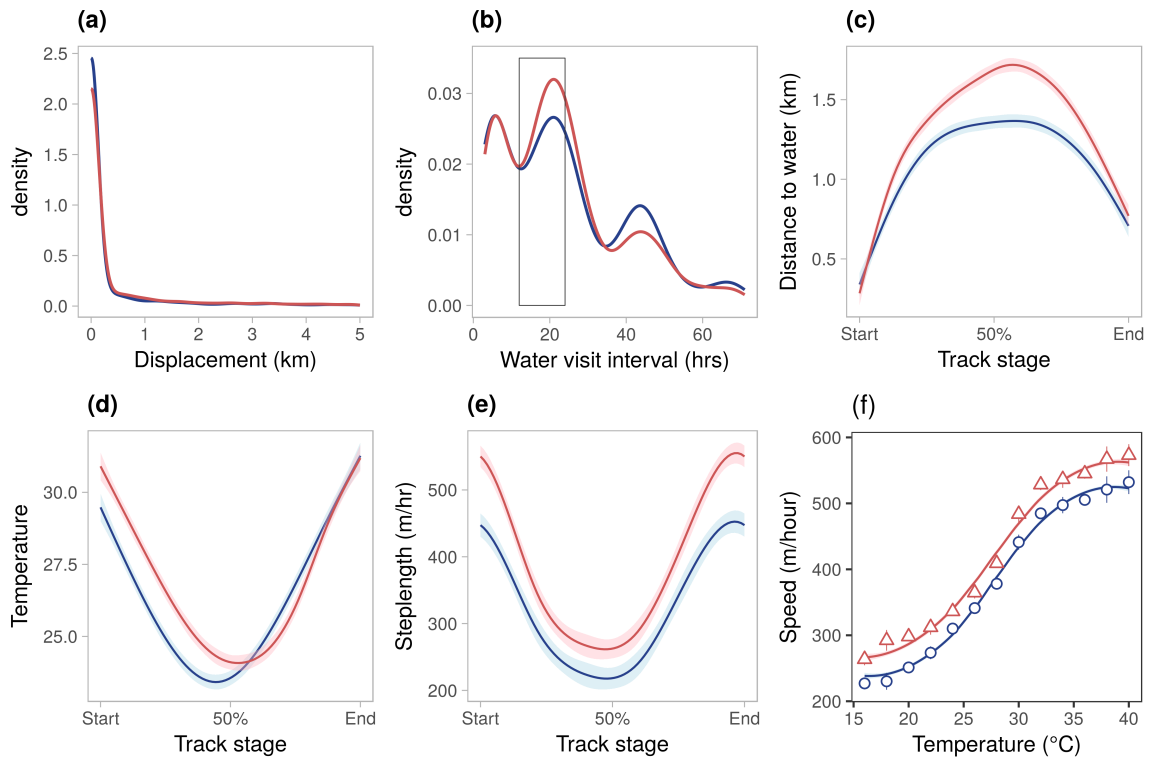 (a)
density
2.5
2.0
1.5
1.0
0.5
0.0
0 1 2 3 4 5
Displacement (km)
(b)
density
0.03
0.02
0.01
0.00
0 20 40 60
Water visit interval (hrs)
(c)
Distance to water (km)
1.5
1.0
0.5
Start 50% End
Track stage
(d)
Temperature
30.0
27.5
25.0
Start 50% End
Track stage
(e)
Steplength (m/hr)
500
400
300
200
Start 50% End
Track stage
(f)
Speed (m/hour)
600
500
400
300
200
15 20 25 30 35 40
Temperature (°C)